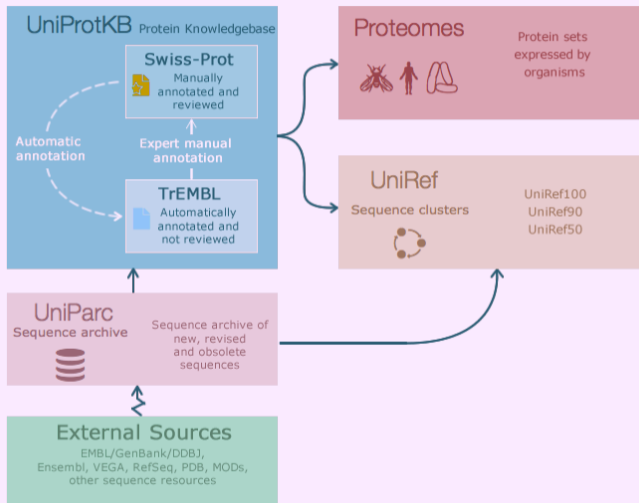 UniProtKB Protein Knowledgebase
Swiss-Prot
Manually
annotated and
reviewed
Automatic
annotation
Expert manual
annotation
TrEMBL
Automatically
annotated and
not reviewed
Proteomes
Protein sets
expressed by
organisms
UniRef
Sequence clusters
UniRef100
UniRef90
UniRef50
UniParc
Sequence archive
Sequence archive of
new, revised
and obsolete
sequences
External Sources
EMBL/GenBank/DDBJ,
Ensembl, VEGA, RefSeq, PDB, MODs,
other sequence resources